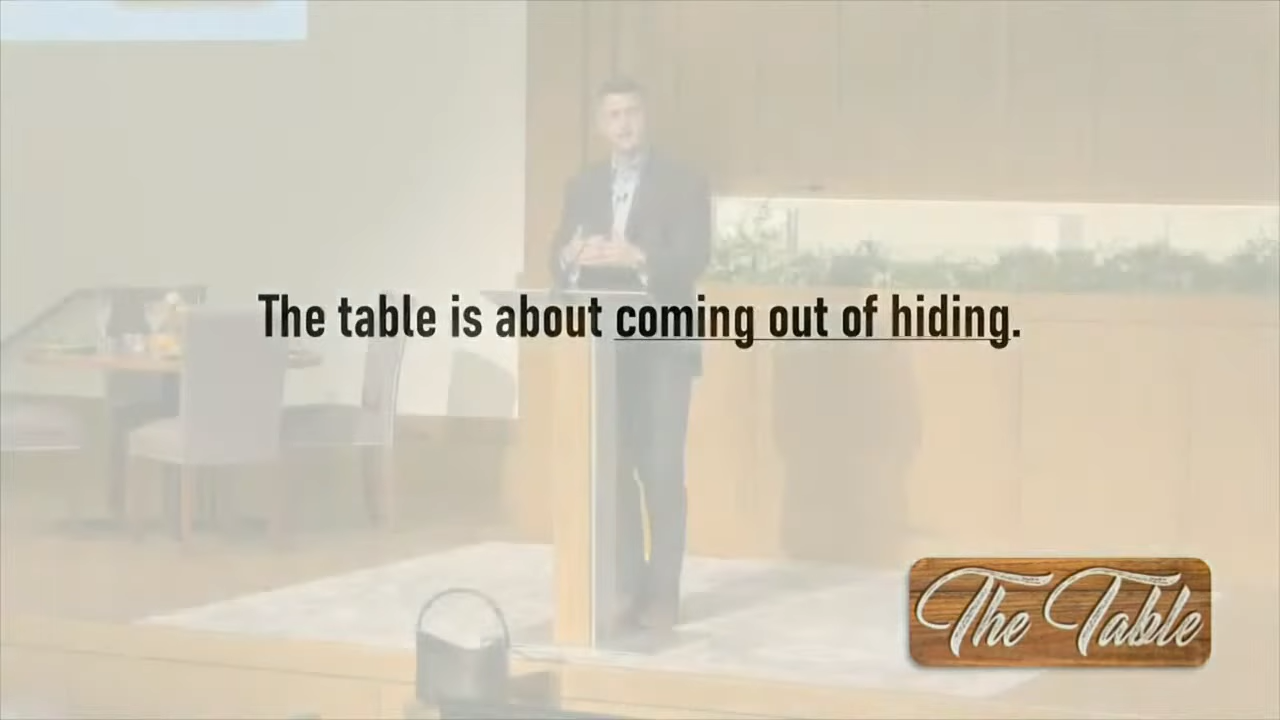 The table is about coming out of hiding.
The Table